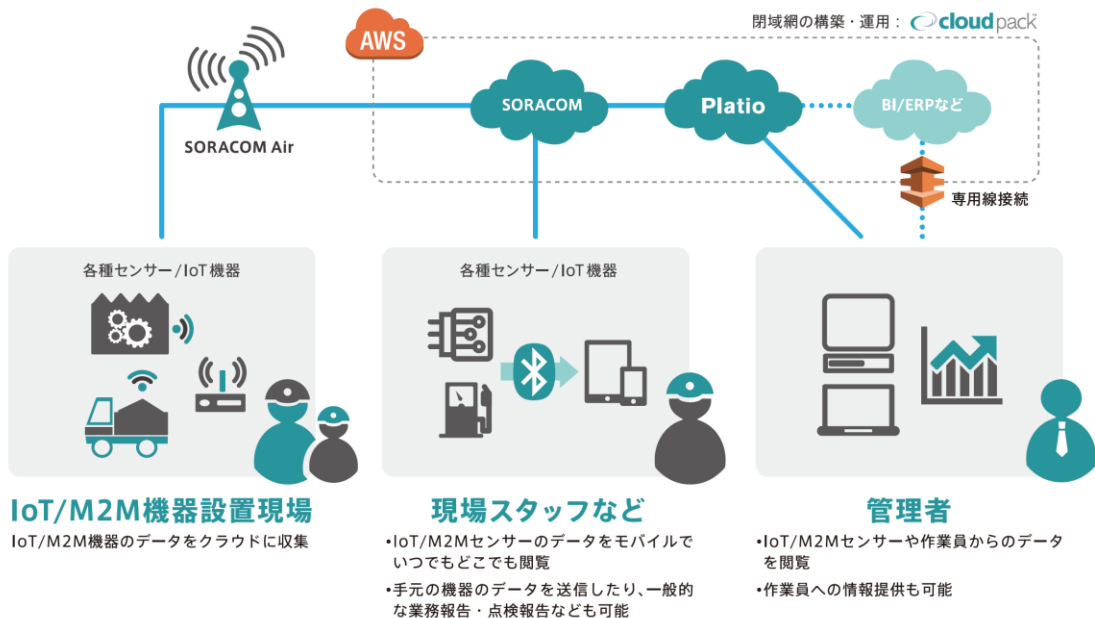 閉域網の構築・運用： cloudpack
AWS
SORACOM
Platio
BI/ERPなど
SORACOM Air
専用線接続
各種センサー/IoT機器
各種センサー/IoT機器
IoT/M2M機器設置現場
IoT/M2M機器のデータをクラウドに収集
現場スタッフなど
•IoT/M2Mセンサーのデータをモバイルで
いつでもどこでも閲覧
•手元の機器のデータを送信したり、一般的
な業務報告・点検報告なども可能
管理者
•IoT/M2Mセンサーや作業員からのデータ
を閲覧
•作業員への情報提供も可能